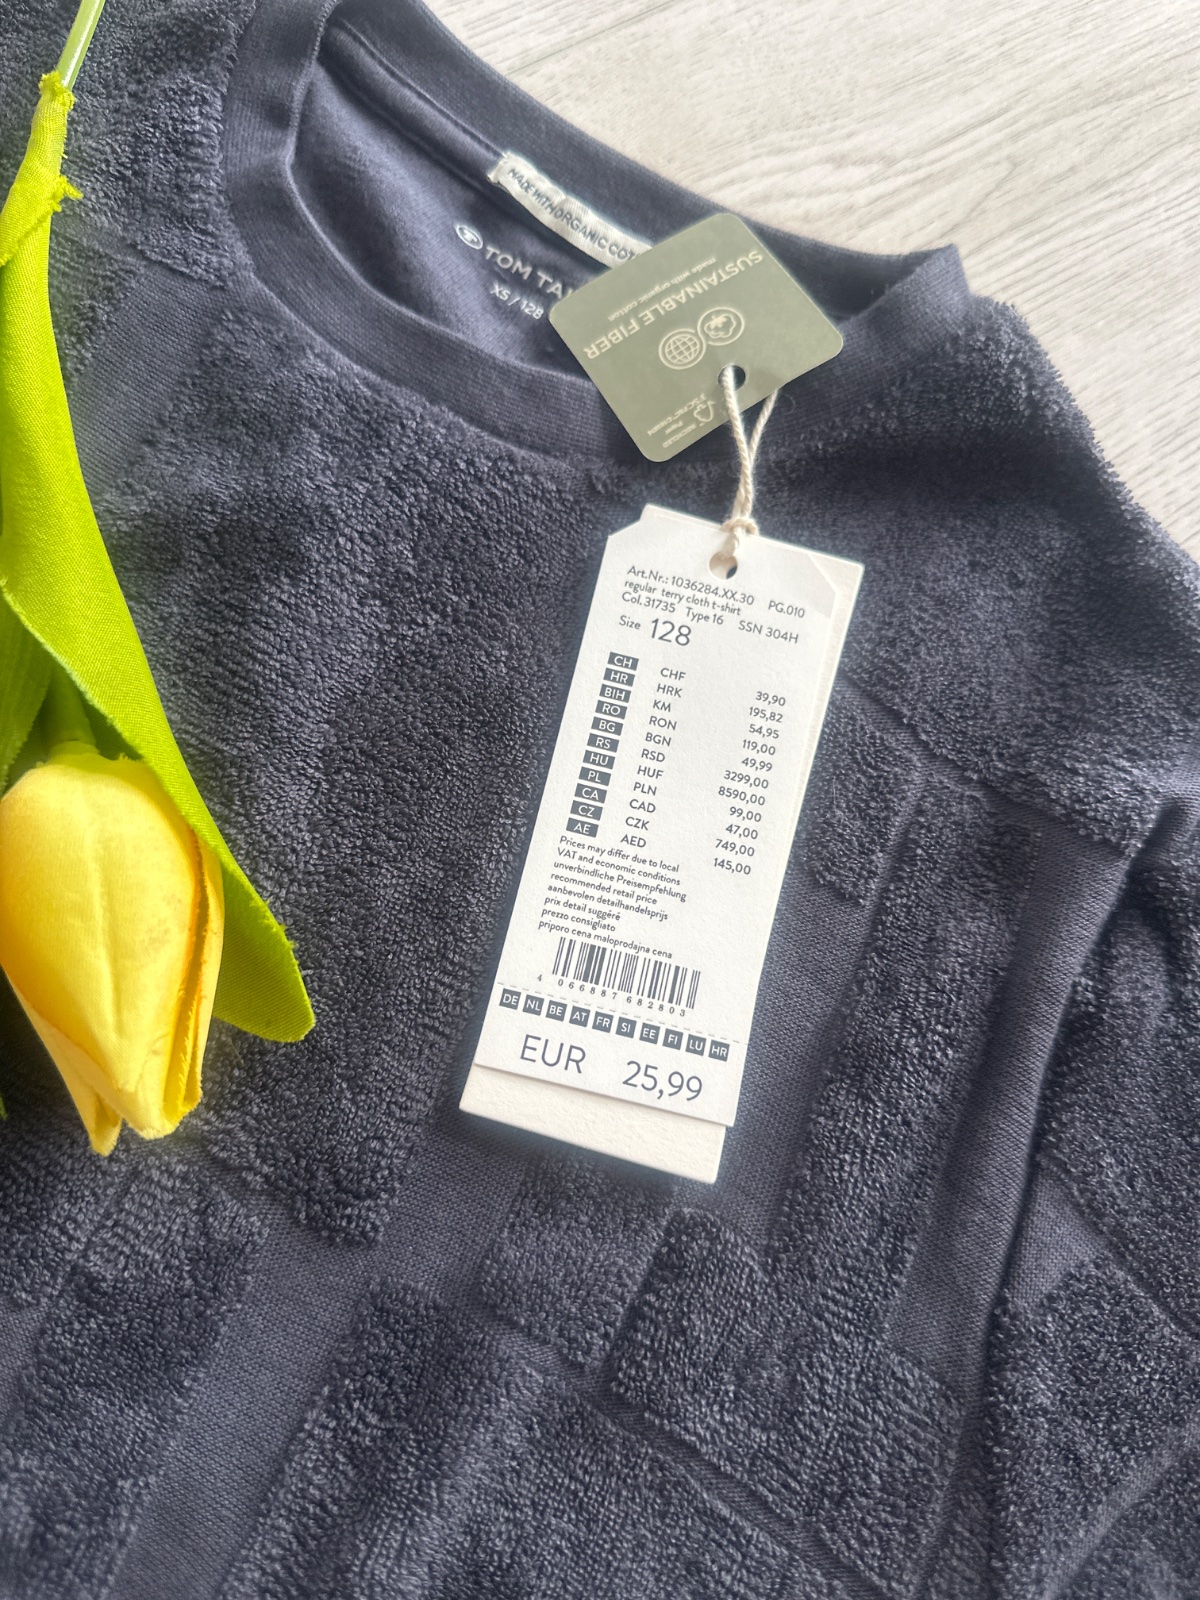 MADE WITH ORGANIC
TOM
XS / 128
SUSTAINABLE FIBER
made with organic cotton
RECYCLED
Paper
Art.Nr.: 1036284.XX.30 PG.010
regular terry cloth t-shirt
Col.31735 Type 16 SSN 304H
Size 128
CH CHF 39,90
HR HRK 195,82
BIH KM 54,95
RO RON 119,00
BG BGN 49,99
RS RSD 3299,00
HU HUF 8590,00
PL PLN 99,00
CA CAD 47,00
CZ CZK 749,00
AE AED 145,00
Prices may differ due to local
VAT and economic conditions
unverbindliche Preisempfehlung
recommended retail price
aanbevolen detailhandelsprijs
prix detail suggéré
prezzo consigliato
priporo cena maloprodajna cena
4 066887 682803
DE NL BE AT FR SI EE FI LU HR
EUR 25,99